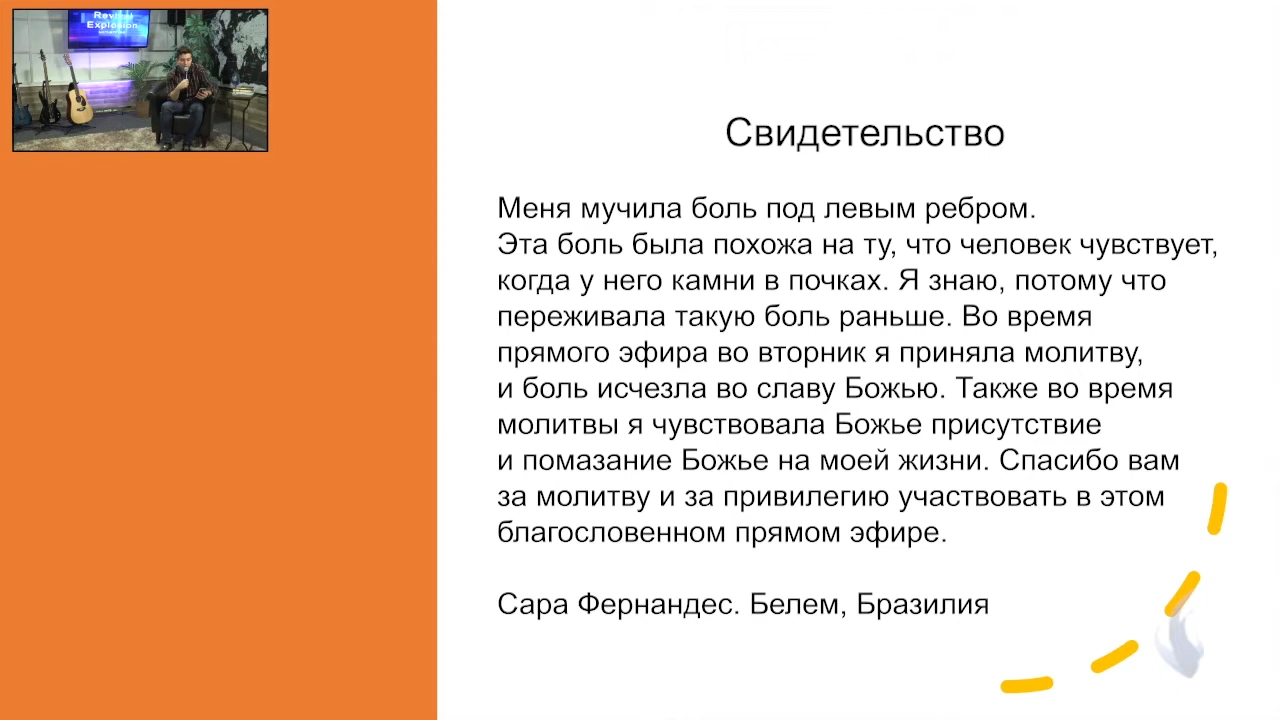 Revival
Explosion
Свидетельство
Меня мучила боль под левым ребром.
Эта боль была похожа на ту, что человек чувствует,
когда у него камни в почках. Я знаю, потому что
переживала такую боль раньше. Во время
прямого эфира во вторник я приняла молитву,
и боль исчезла во славу Божью. Также во время
молитвы я чувствовала Божье присутствие
и помазание Божье на моей жизни. Спасибо вам
за молитву и за привилегию участвовать в этом
благословенном прямом эфире.
Сара Фернандес. Белем, Бразилия